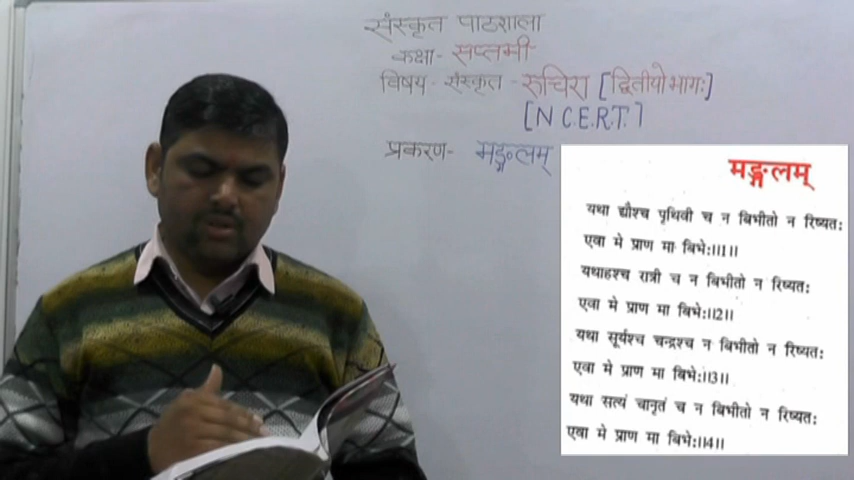 संस्कृत पाठशाला
कक्षा- सप्तमी
विषय - संस्कृत - रुचिरा [द्वितीयो भागः]
[N C.E.R.T.]
प्रकरण- मङ्गलम्
मङ्गलम्
यथा द्यौश्च पृथिवी च न बिभीतो न रिष्यतः
एवा मे प्राण मा बिभेः।।1।।
यथाहश्च रात्री च न बिभीतो न रिष्यतः
एवा मे प्राण मा बिभेः।।2।।
यथा सूर्यश्च चन्द्रश्च न बिभीतो न रिष्यतः
एवा मे प्राण मा बिभेः।।3।।
यथा सत्यं चानृतं च न बिभीतो न रिष्यतः
एवा मे प्राण मा बिभेः।।4।।